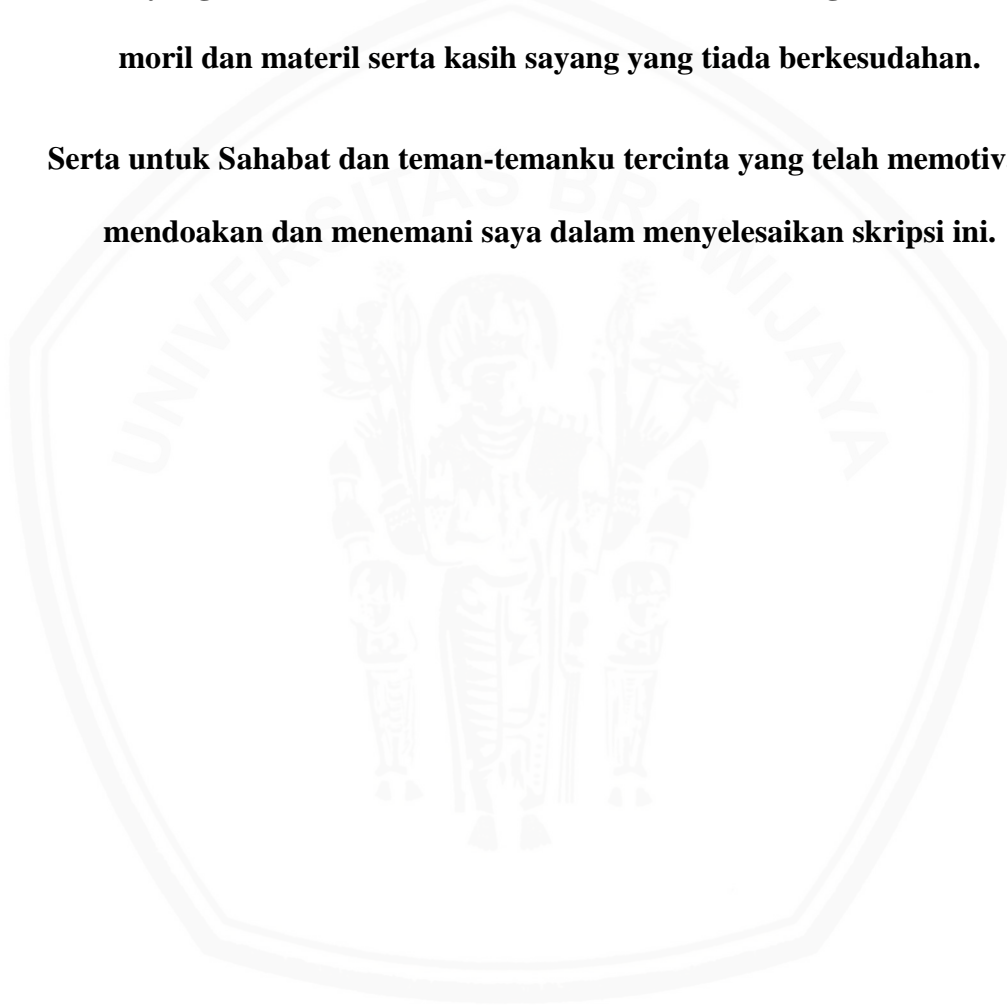 moril dan materil serta kasih sayang yang tiada berkesudahan.
Serta untuk Sahabat dan teman-temanku tercinta yang telah memotiv
mendoakan dan menemani saya dalam menyelesaikan skripsi ini.
UNIVERSITAS BRAWIJAYA